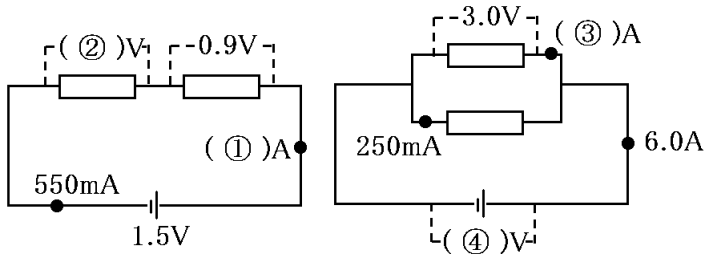 ( ② )V
0.9V
( ① )A
550mA
1.5V
3.0V
( ③ )A
250mA
6.0A
( ④ )V